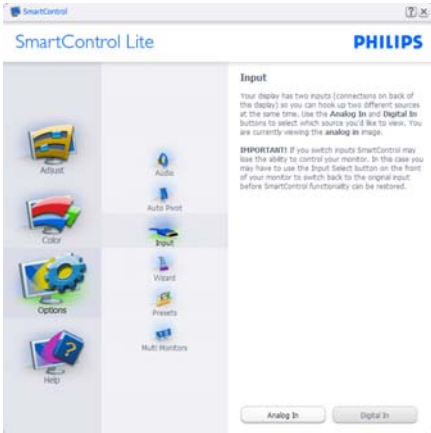 SmartControl
SmartControl Lite
PHILIPS
Adjust
Color
Options
Help
Audio
Auto Pivot
Input
Wizard
Presets
Multi Monitors
Input
Your display has two inputs (connections on back of
the display) so you can hook up two different sources
at the same time. Use the Analog In and Digital In
buttons to select which source you'd like to view. You
are currently viewing the analog in image.
IMPORTANT! If you switch inputs SmartControl may
lose the ability to control your monitor. In this case you
may have to use the Input Select button on the front
of your monitor to switch back to the original input
before SmartControl functionality can be restored.
Analog In
Digital In